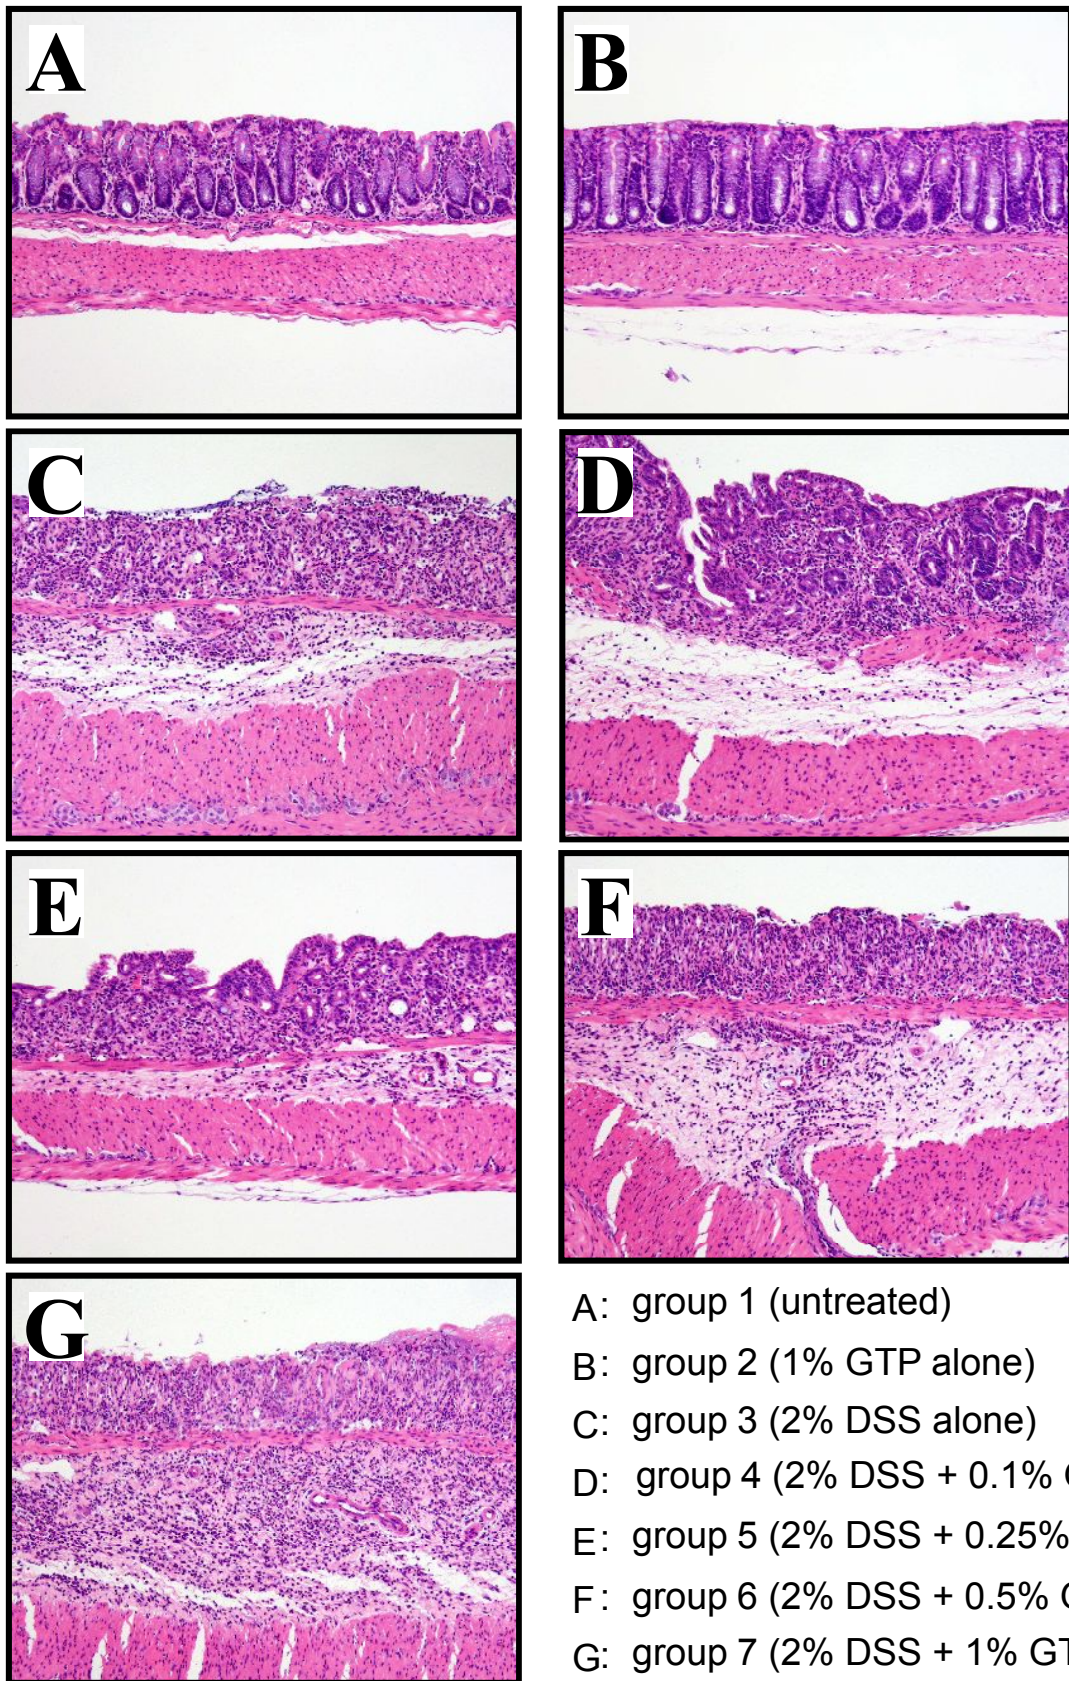 A
B
C
D
E
F
G
A: group 1 (untreated)
B: group 2 (1% GTP alone)
C: group 3 (2% DSS alone)
D: group 4 (2% DSS + 0.1%
E: group 5 (2% DSS + 0.25%
F: group 6 (2% DSS + 0.5%
G: group 7 (2% DSS + 1%